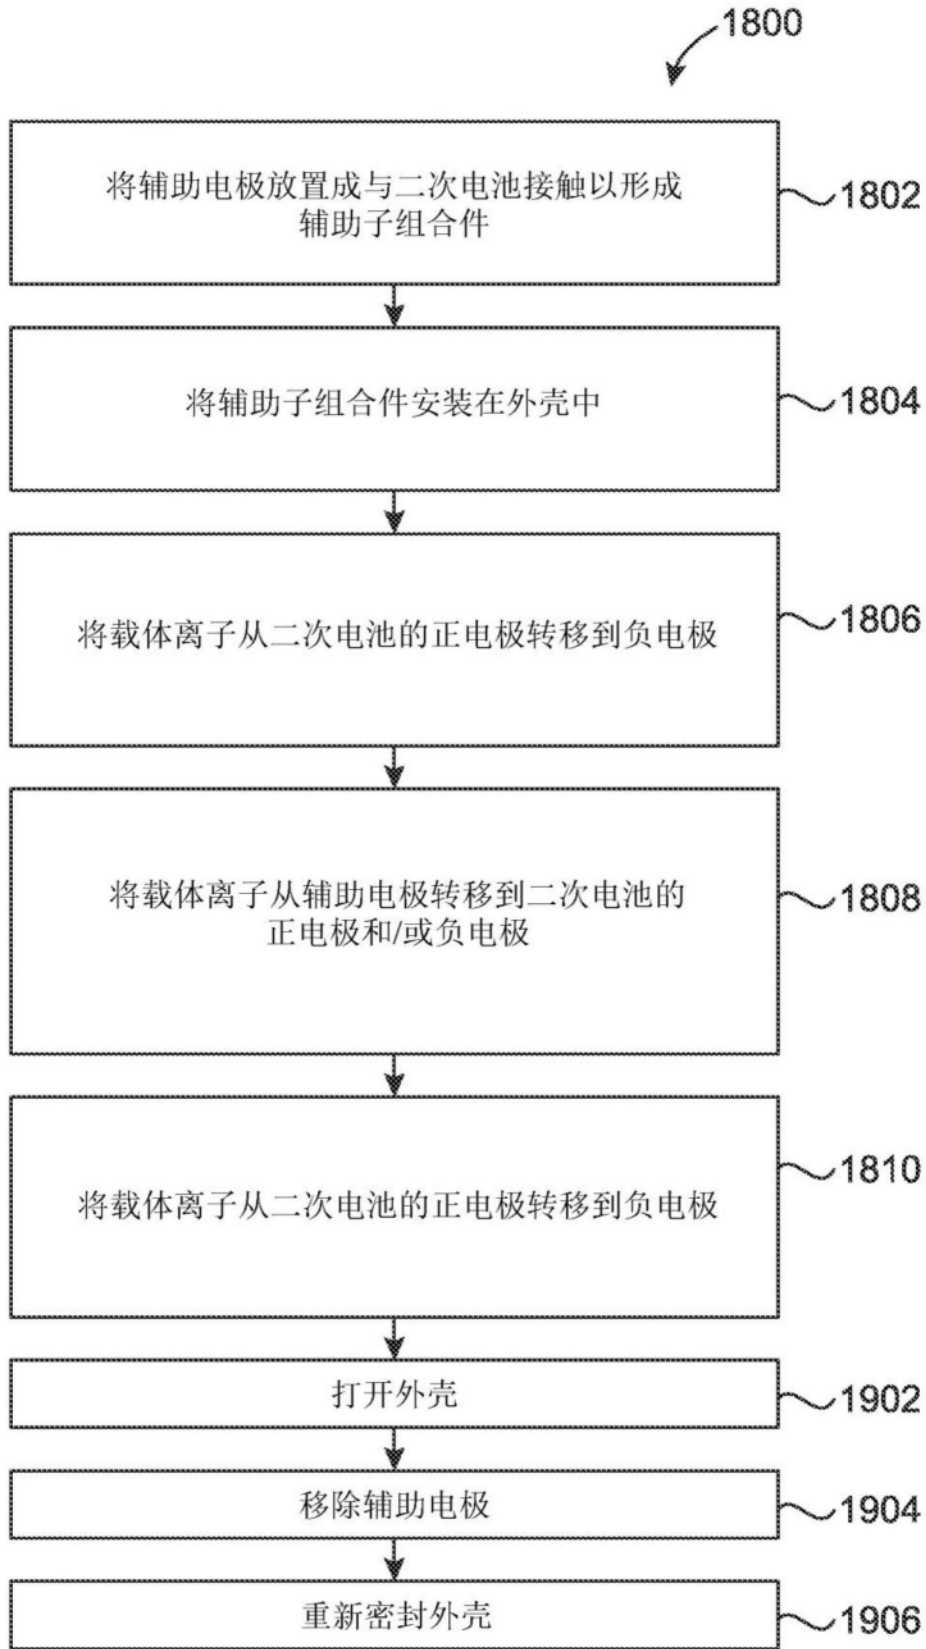 1800
将辅助电极放置成与二次电池接触以形成
辅助子组合件
1802
将辅助子组合件安装在外壳中
1804
将载体离子从二次电池的正电极转移到负电极
1806
将载体离子从辅助电极转移到二次电池的
正电极和/或负电极
1808
将载体离子从二次电池的正电极转移到负电极
1810
打开外壳
1902
移除辅助电极
1904
重新密封外壳
1906